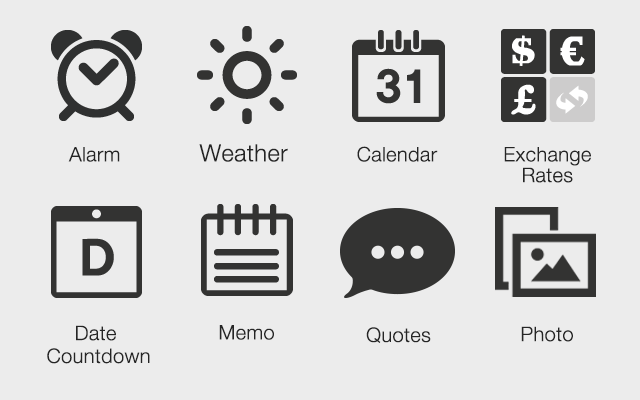 31
$
€
£
Alarm
Weather
Calendar
Exchange
Rates
D
Date
Countdown
Memo
Quotes
Photo